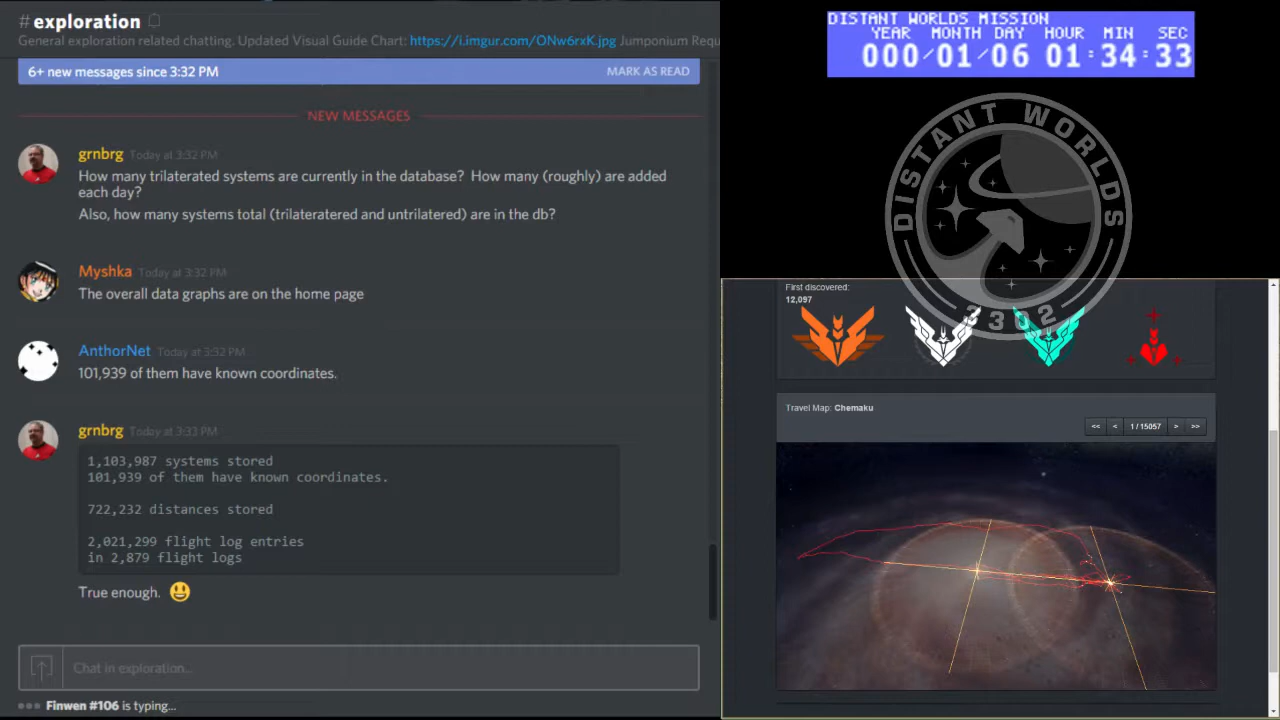 # exploration
General exploration related chatting. Updated Visual Guide Chart: https://i.imgur.com/ONw6rxK.jpg Jumponium Requ
6+ new messages since 3:32 PM MARK AS READ
NEW MESSAGES
grnbrg Today at 3:32 PM
How many trilaterated systems are currently in the database? How many (roughly) are added
each day?
Also, how many systems total (trilateratered and untrilatered) are in the db?
Myshka Today at 3:32 PM
The overall data graphs are on the home page
AnthorNet Today at 3:32 PM
101,939 of them have known coordinates.
grnbrg Today at 3:33 PM
1,103,987 systems stored
101,939 of them have known coordinates.
722,232 distances stored
2,021,299 flight log entries
in 2,879 flight logs
True enough.
Chat in exploration...
Finwen #106 is typing...
DISTANT WORLDS MISSION
YEAR MONTH DAY HOUR MIN SEC
000/01/06 01:34:33
DISTANT WORLDS
3302
First discovered:
12,097
Travel Map: Chemaku
<< < 1 / 15057 > >>